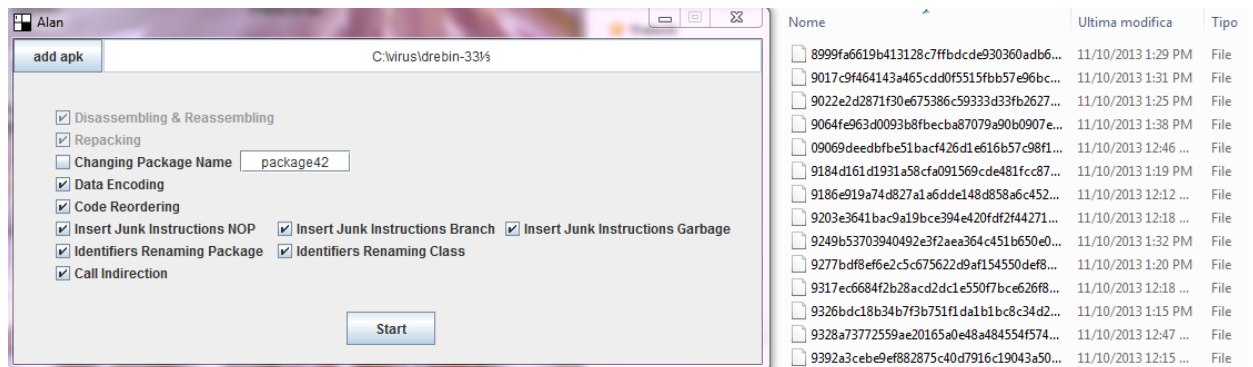 Alan
add apk
C:\virus\drebin-33⅓
Disassembling & Reassembling
Repacking
Changing Package Name package42
Data Encoding
Code Reordering
Insert Junk Instructions NOP Insert Junk Instructions Branch Insert Junk Instructions Garbage
Identifiers Renaming Package Identifiers Renaming Class
Call Indirection
Start
Nome Ultima modifica Tipo
8999fa6619b413128c7ffbdcde930360adb6... 11/10/2013 1:29 PM File
9017c9f464143a465cdd0f5515fbb57e96bc... 11/10/2013 1:31 PM File
9022e2d2871f30e675386c59333d33fb2627... 11/10/2013 1:25 PM File
9064fe963d0093b8fbecba87079a90b0907e... 11/10/2013 1:38 PM File
09069deedbfbe51bacf426d1e616b57c98f1... 11/10/2013 12:46 ... File
9184d161d1931a58cfa091569cde481fcc87... 11/10/2013 1:19 PM File
9186e919a74d827a1a6dde148d858a6c452... 11/10/2013 12:12 ... File
9203e3641bac9a19bce394e420fdf2f44271... 11/10/2013 12:18 ... File
9249b53703940492e3f2aea364c451b650e0... 11/10/2013 1:32 PM File
9277bdf8ef6e2c5c675622d9af154550def8... 11/10/2013 1:20 PM File
9317ec6684f2b28acd2dc1e550f7bce626f8... 11/10/2013 12:18 ... File
9326bdc18b34b7f3b751f1da1b1bc8c34d2... 11/10/2013 1:15 PM File
9328a73772559ae20165a0e48a484554f574... 11/10/2013 12:47 ... File
9392a3cebe9ef882875c40d7916c19043a50... 11/10/2013 12:15 ... File